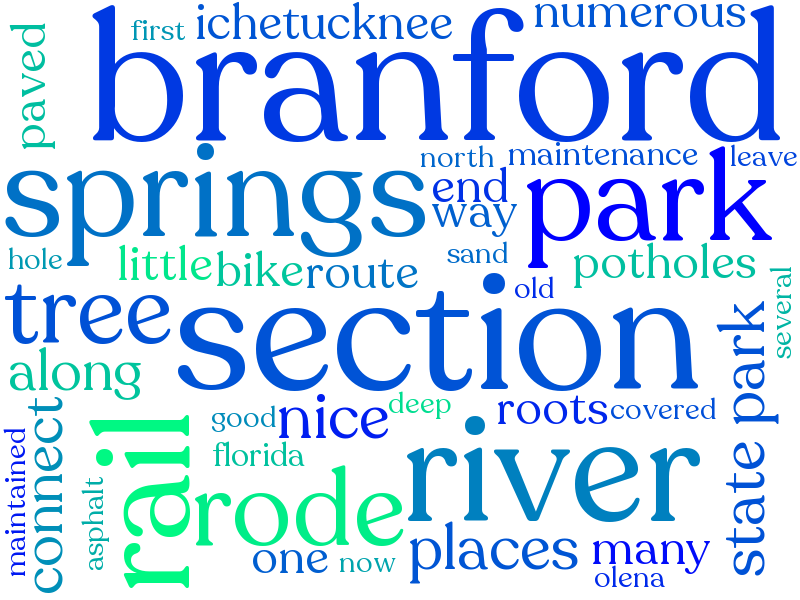 paved
first
ichetucknee
numerous
branford
springs
north
maintenance
leave
end
way
park
hole
little
bike
route
sand
potholes
old
several
tree
section
along
state park
connect
maintained
asphalt
rail
good
nice
deep
roots
covered
florida
rode
river
one
now
places
many
olena